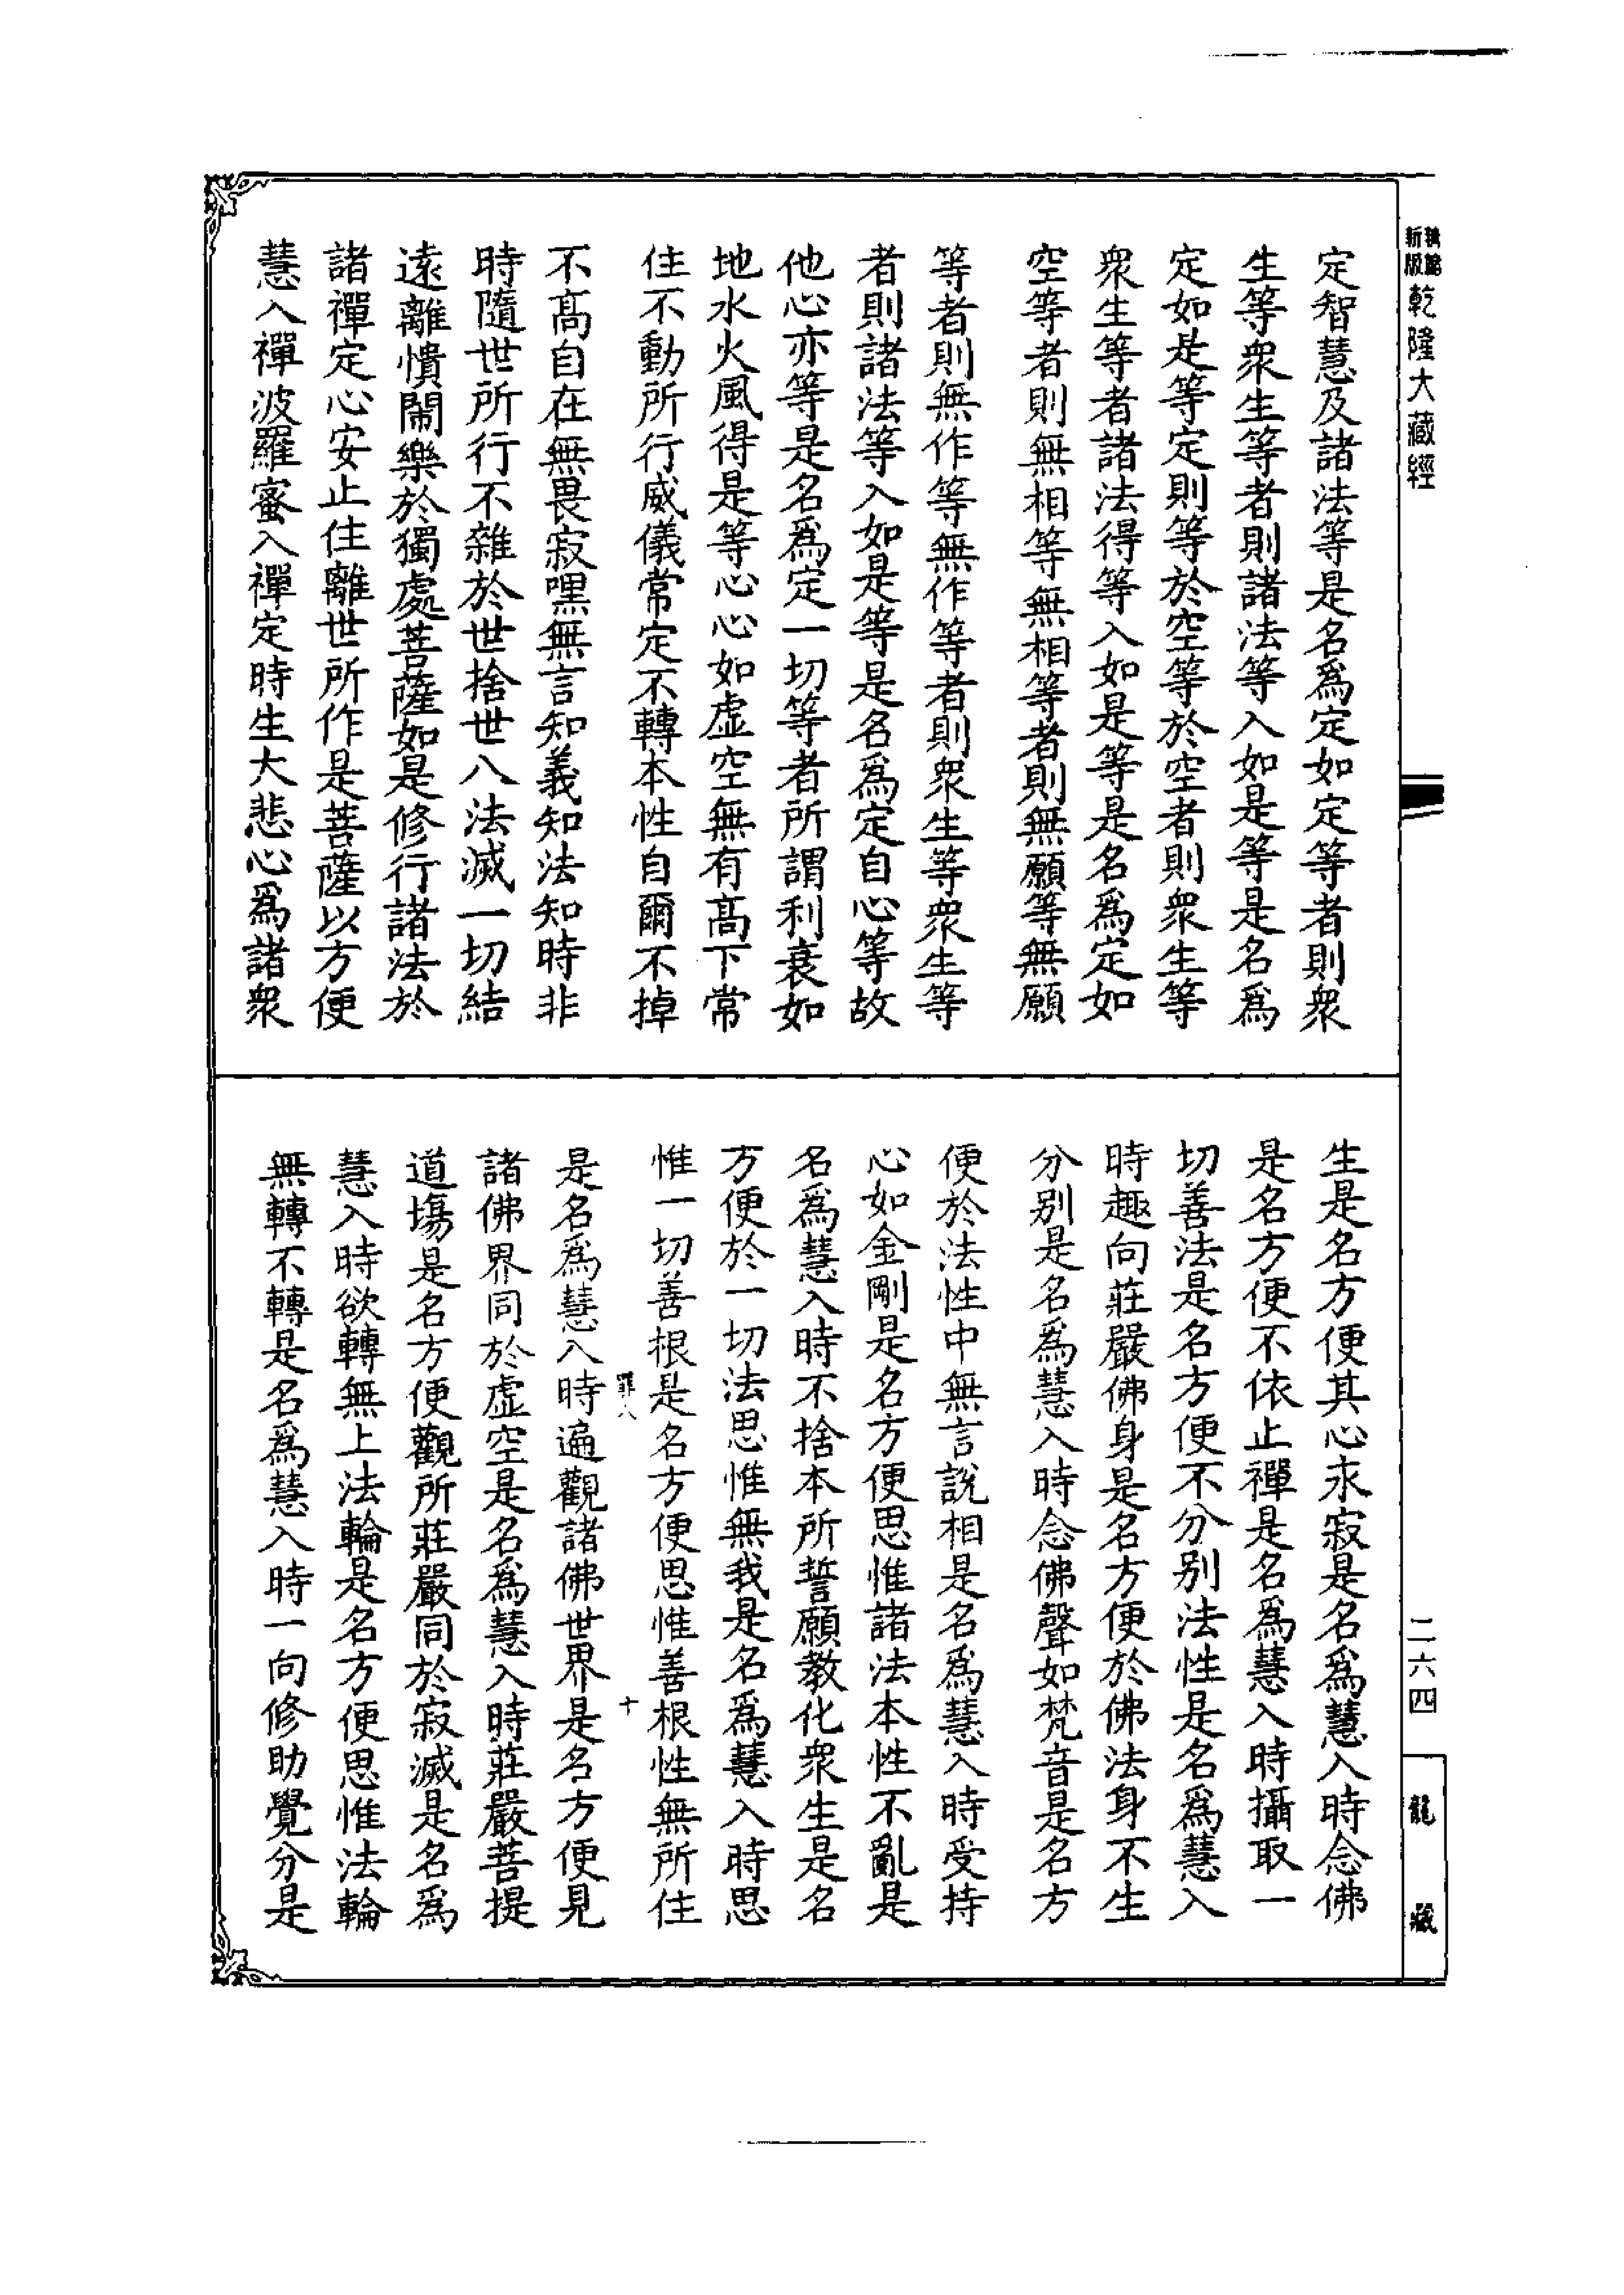 新版
乾隆大藏經
定智慧及諸法等是名爲定如定等者則衆
生等衆生等者則諸法等入如是等是名爲
定如是等定則等於空等於空者則衆生等
衆生等者諸法得等入如是等是名爲定如
空等者則無相等無相等者則無願等無願
等者則無作等無作等者則衆生等衆生等
者則諸法等入如是等是名爲定自心等故
他心亦等是名爲定一切等者所謂利衰如
地水火風得是等心心如虛空無有髙下常
住不動所行威儀常定不轉本性自爾不掉
不髙自在無畏寂嘿無言知義知法知時非
時隨世所行不雜於世捨世八法滅一切結
遠離憒閙樂於獨處菩薩如是修行諸法於
諸禪定心安止住離世所作是菩薩以方便
慧入禪波羅蜜入禪定時生大悲心爲諸衆
生是名方便其心永寂是名爲慧入時念佛
是名方便不依止禪是名爲慧入時攝取一
切善法是名方便不分别法性是名爲慧入
時趣向莊嚴佛身是名方便於佛法身不生
分别是名爲慧入時念佛聲如梵音是名方
便於法性中無言說相是名爲慧入時受持
心如金剛是名方便思惟諸法本性不亂是
名爲慧入時不捨本所誓願教化衆生是名
方便於一切法思惟無我是名爲慧入時思
惟一切善根是名方便思惟善根性無所住
罪八
十
是名爲慧入時遍觀諸佛世界是名方便見
諸佛界同於虛空是名爲慧入時莊嚴菩提
道塲是名方便觀所莊嚴同於寂滅是名爲
慧入時欲轉無上法輪是名方便思惟法輪
無轉不轉是名爲慧入時一向修助覺分是
二六四
龍藏